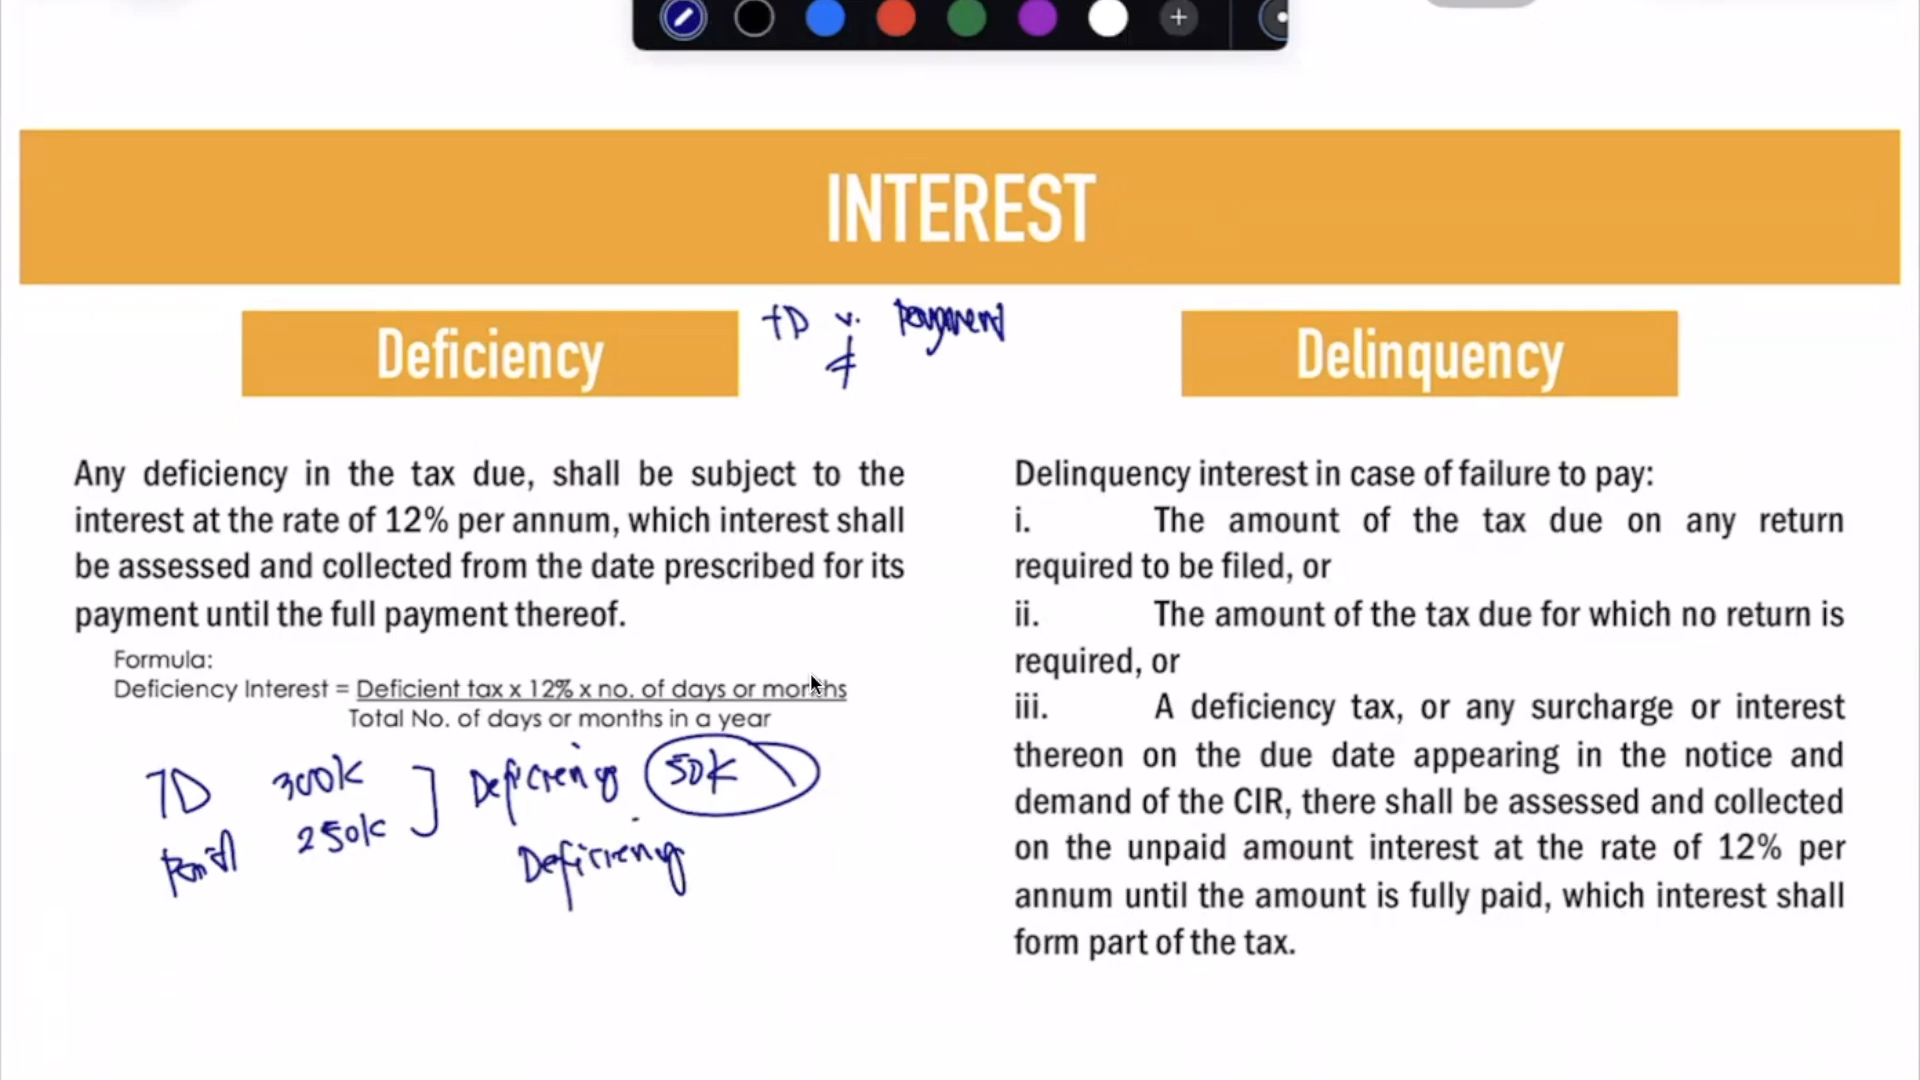 INTEREST
Deficiency
TD v. Payment
Delinquency
Any deficiency in the tax due, shall be subject to the
interest at the rate of 12% per annum, which interest shall
be assessed and collected from the date prescribed for its
payment until the full payment thereof.
Formula:
Deficiency Interest = Deficient tax x 12% x no. of days or months
Total No. of days or months in a year
TD 300k ] Deficiency 50k
Paid 250k
Deficiency
Delinquency interest in case of failure to pay:
i. The amount of the tax due on any return
required to be filed, or
ii. The amount of the tax due for which no return is
required, or
iii. A deficiency tax, or any surcharge or interest
thereon on the due date appearing in the notice and
demand of the CIR, there shall be assessed and collected
on the unpaid amount interest at the rate of 12% per
annum until the amount is fully paid, which interest shall
form part of the tax.